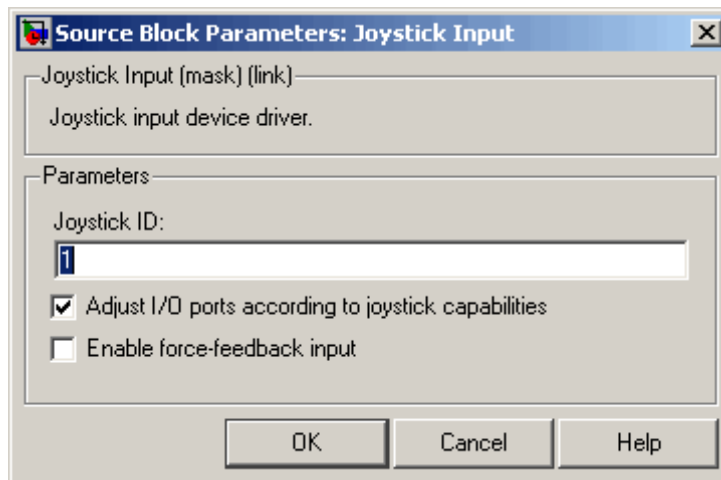 Source Block Parameters: Joystick Input
Joystick Input (mask) (link)
Joystick input device driver.
Parameters
Joystick ID:
1
Adjust I/O ports according to joystick capabilities
Enable force-feedback input
OK Cancel Help